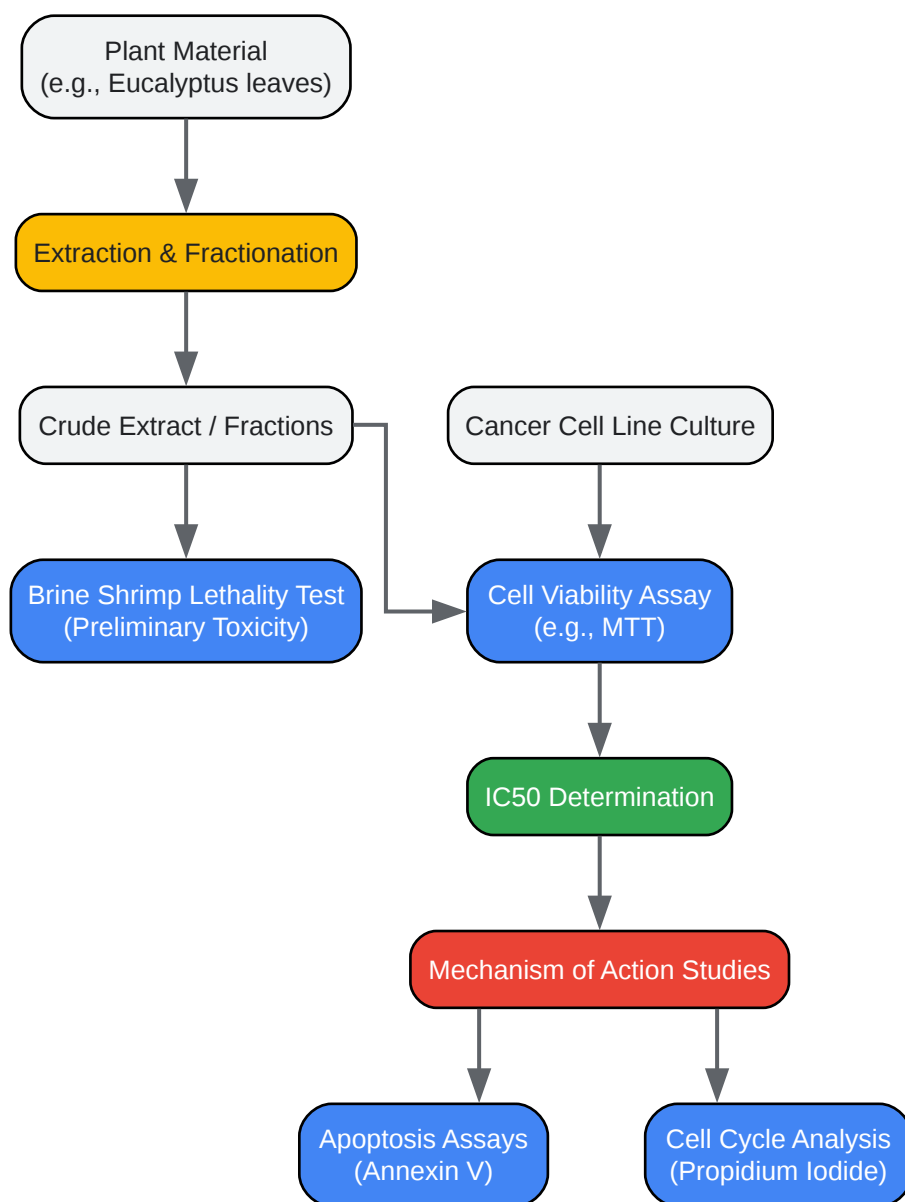 Plant Material
(e.g., Eucalyptus leaves)
Extraction & Fractionation
Crude Extract / Fractions
Cancer Cell Line Culture
Brine Shrimp Lethality Test
(Preliminary Toxicity)
Cell Viability Assay
(e.g., MTT)
IC50 Determination
Mechanism of Action Studies
Apoptosis Assays
(Annexin V)
Cell Cycle Analysis
(Propidium Iodide)